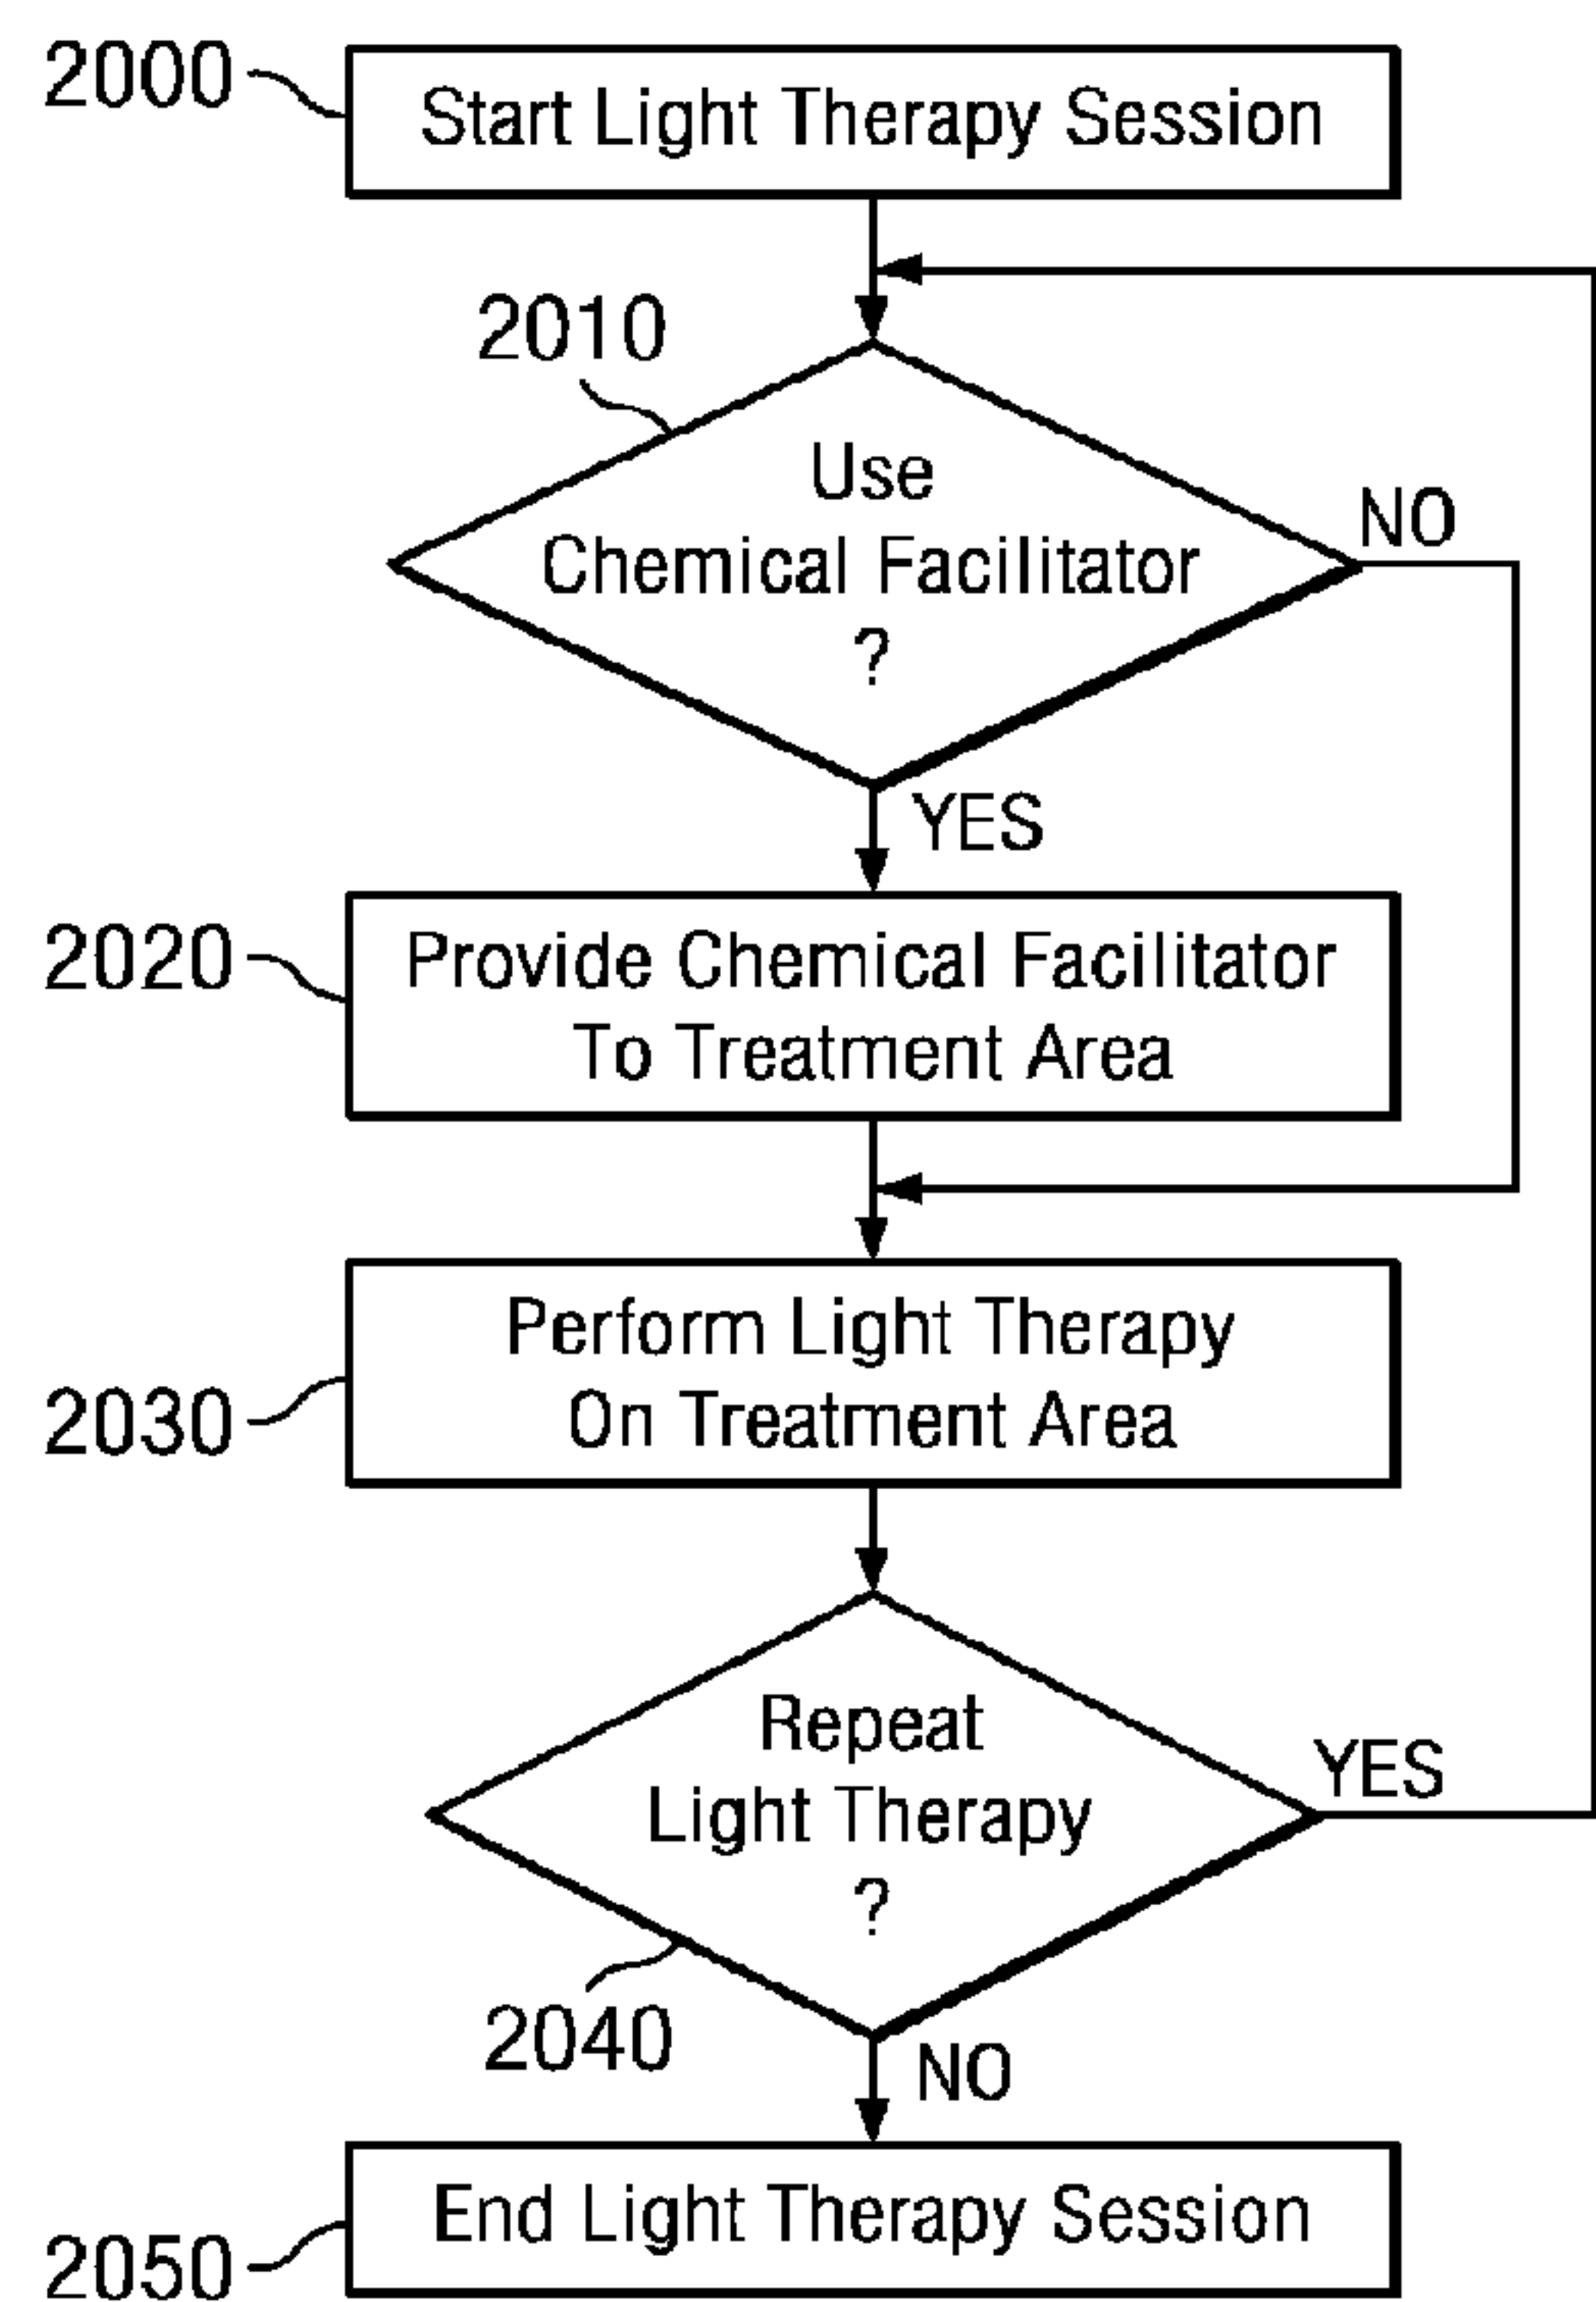 2000
Start Light Therapy Session
2010
Use
Chemical Facilitator
?
NO
YES
2020
Provide Chemical Facilitator
To Treatment Area
2030
Perform Light Therapy
On Treatment Area
Repeat
Light Therapy
?
YES
2040
NO
2050
End Light Therapy Session